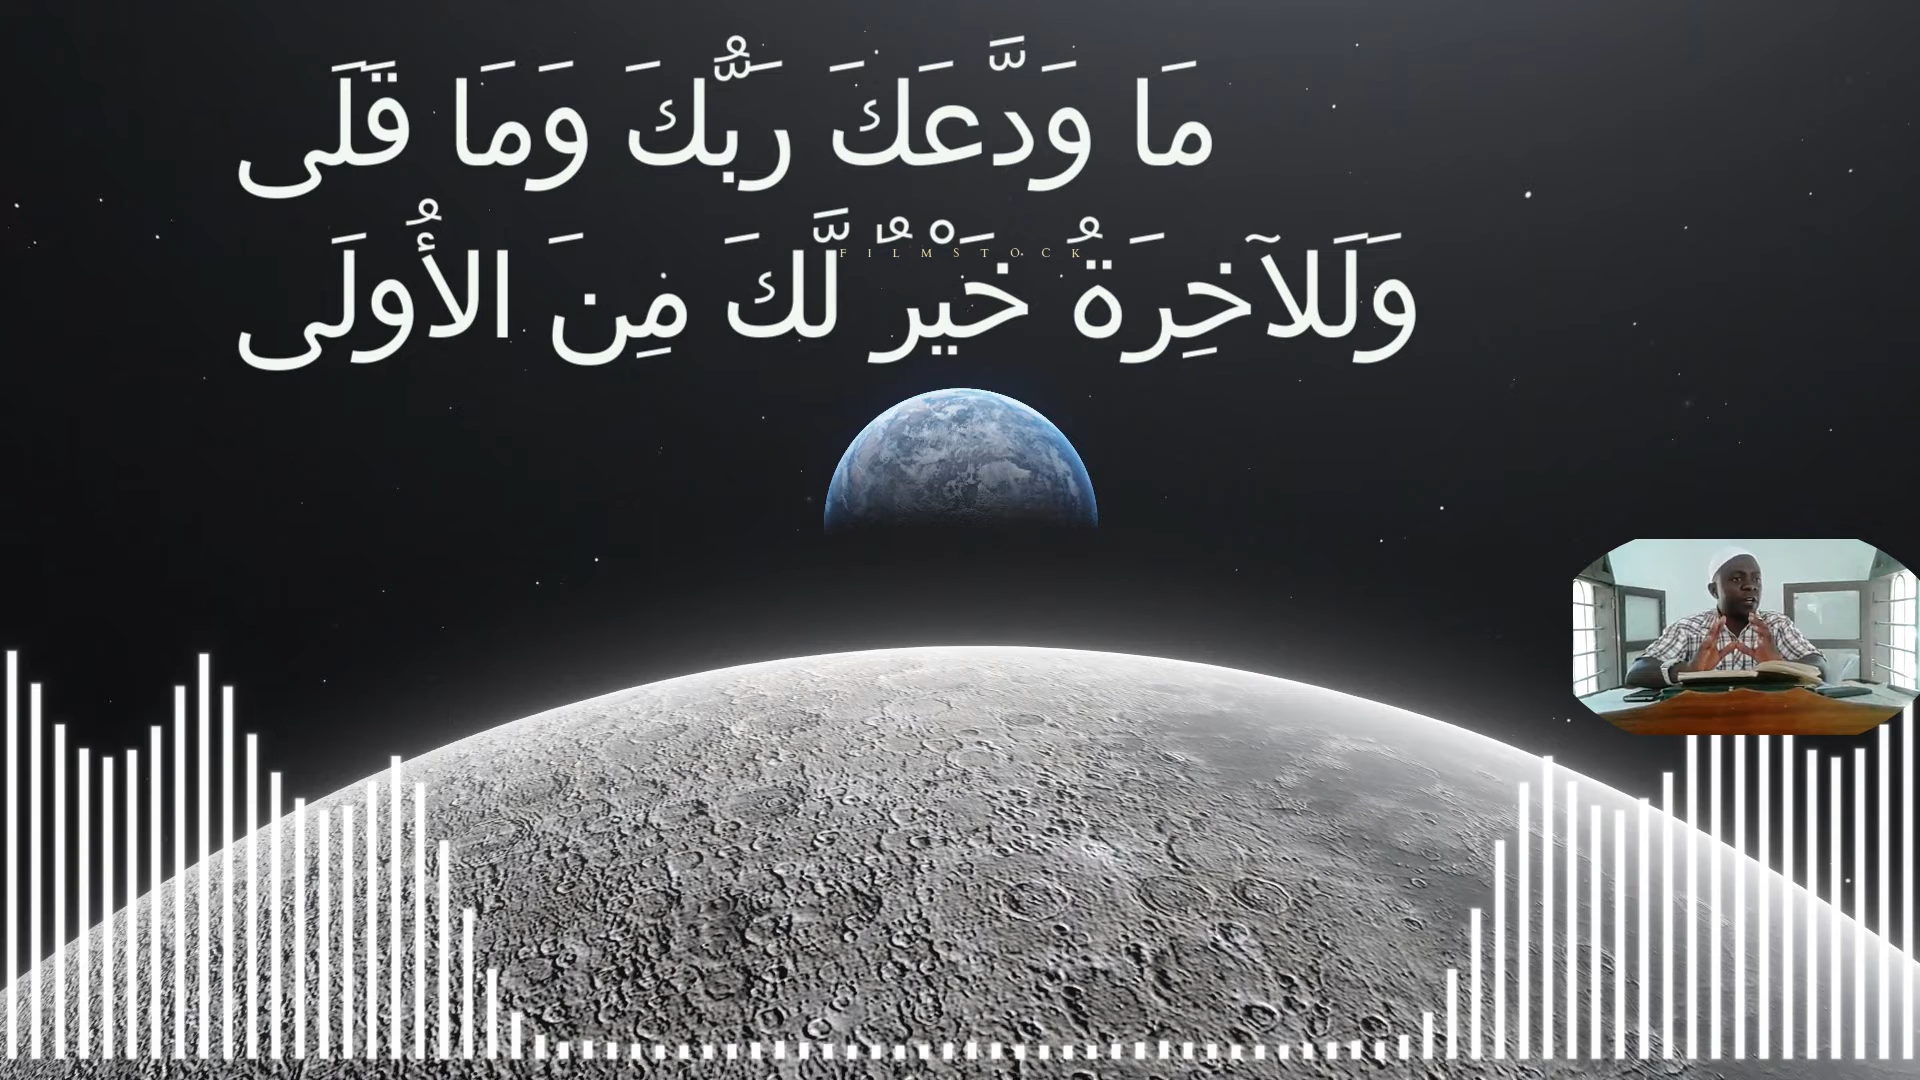 مَا وَدَّعَكَ رَبُّكَ وَمَا قَلَى
وَلَلآخِرَةُ خَيْرٌ لَّكَ مِنَ الأُولَى
FILMSTOCK